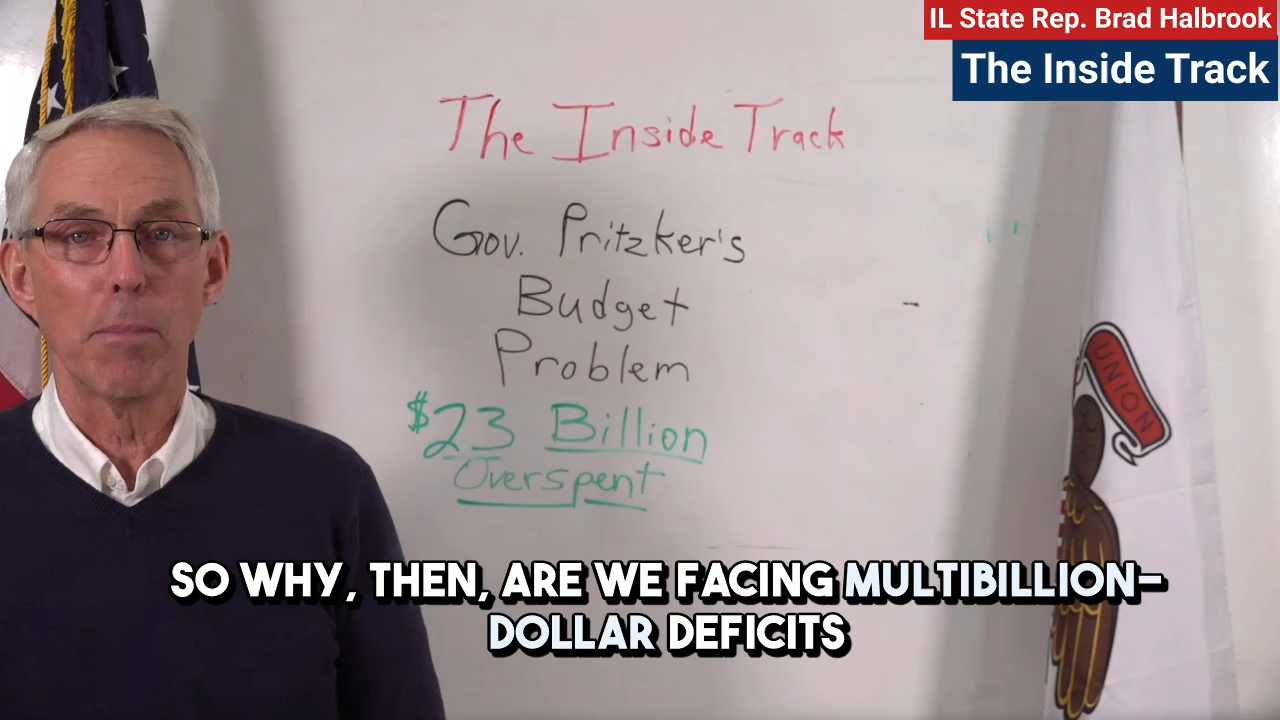 IL State Rep. Brad Halbrook
The Inside Track
The Inside Track
Gov. Pritzker's
Budget
Problem
$23 Billion
Overspent
UNION
SO WHY, THEN, ARE WE FACING MULTIBILLION-
DOLLAR DEFICITS